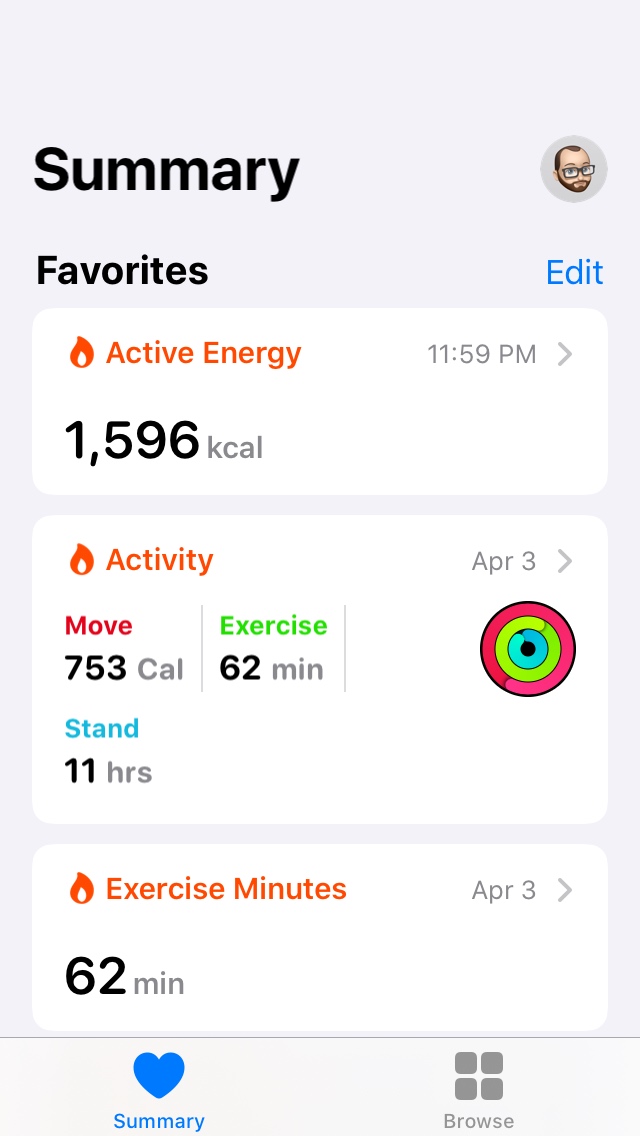 Summary
Favorites
Edit
Active Energy
11:59 PM
1,596 kcal
Activity
Apr 3
Move
753 Cal
Exercise
62 min
Stand
11 hrs
Exercise Minutes
Apr 3
62 min
Summary
Browse